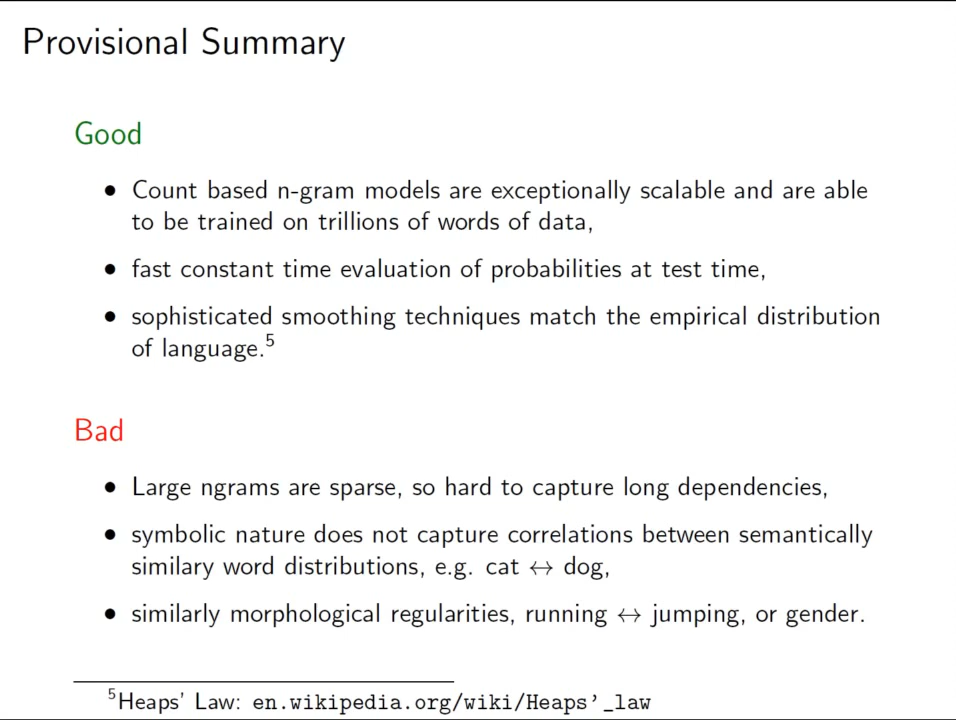 Provisional Summary
Good
• Count based n-gram models are exceptionally scalable and are able
to be trained on trillions of words of data,
• fast constant time evaluation of probabilities at test time,
• sophisticated smoothing techniques match the empirical distribution
of language.5
Bad
• Large ngrams are sparse, so hard to capture long dependencies,
• symbolic nature does not capture correlations between semantically
similary word distributions, e.g. cat ↔ dog,
• similarly morphological regularities, running ↔ jumping, or gender.
5Heaps' Law: en.wikipedia.org/wiki/Heaps'_law